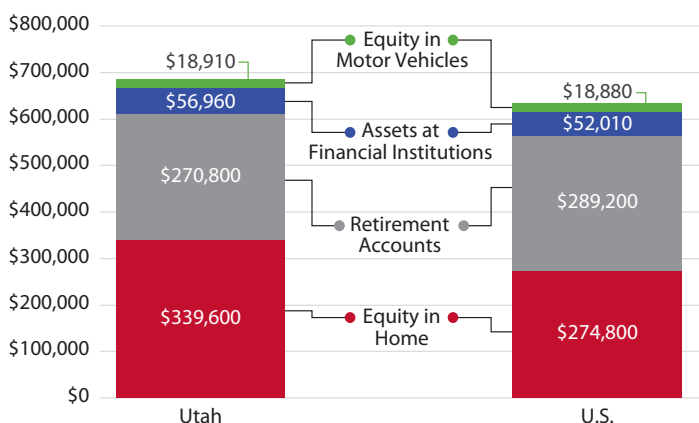 $800,000
$700,000
$600,000
$500,000
$400,000
$300,000
$200,000
$100,000
$0
$18,910
$56,960
$270,800
$339,600
Utah
Equity in
Motor Vehicles
Assets at
Financial Institutions
Retirement
Accounts
Equity in
Home
$18,880
$52,010
$289,200
$274,800
U.S.